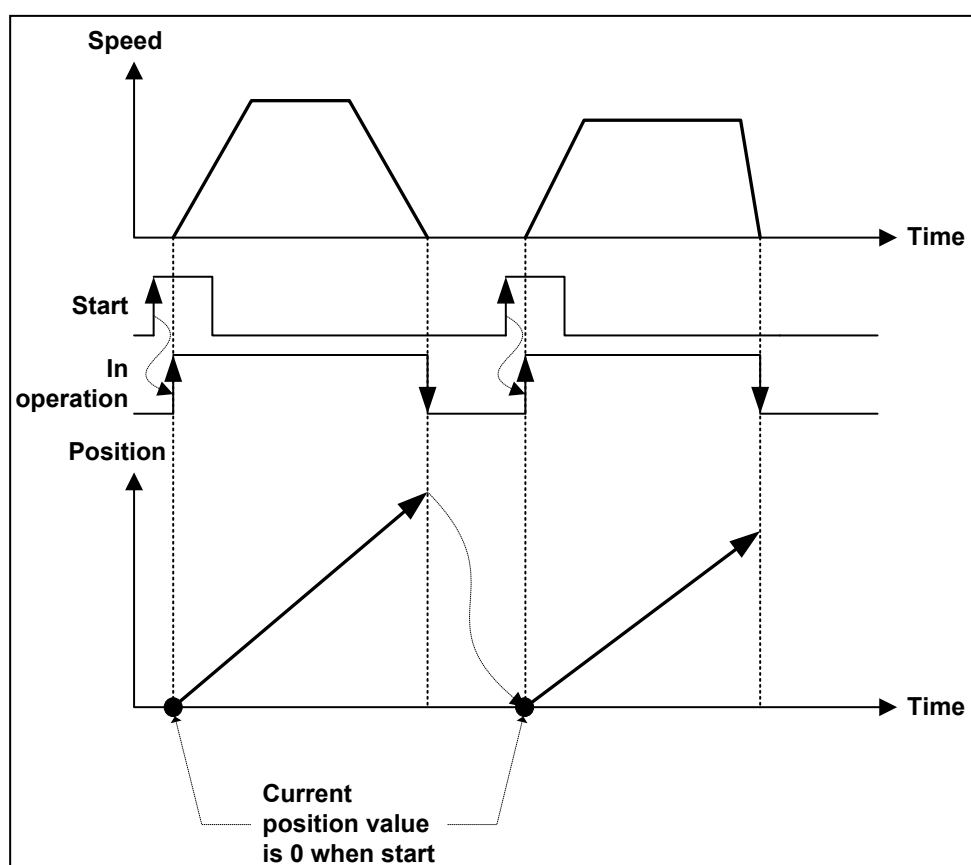 Speed
Time
Start
In
operation
Position
Time
Current
position value
is 0 when start